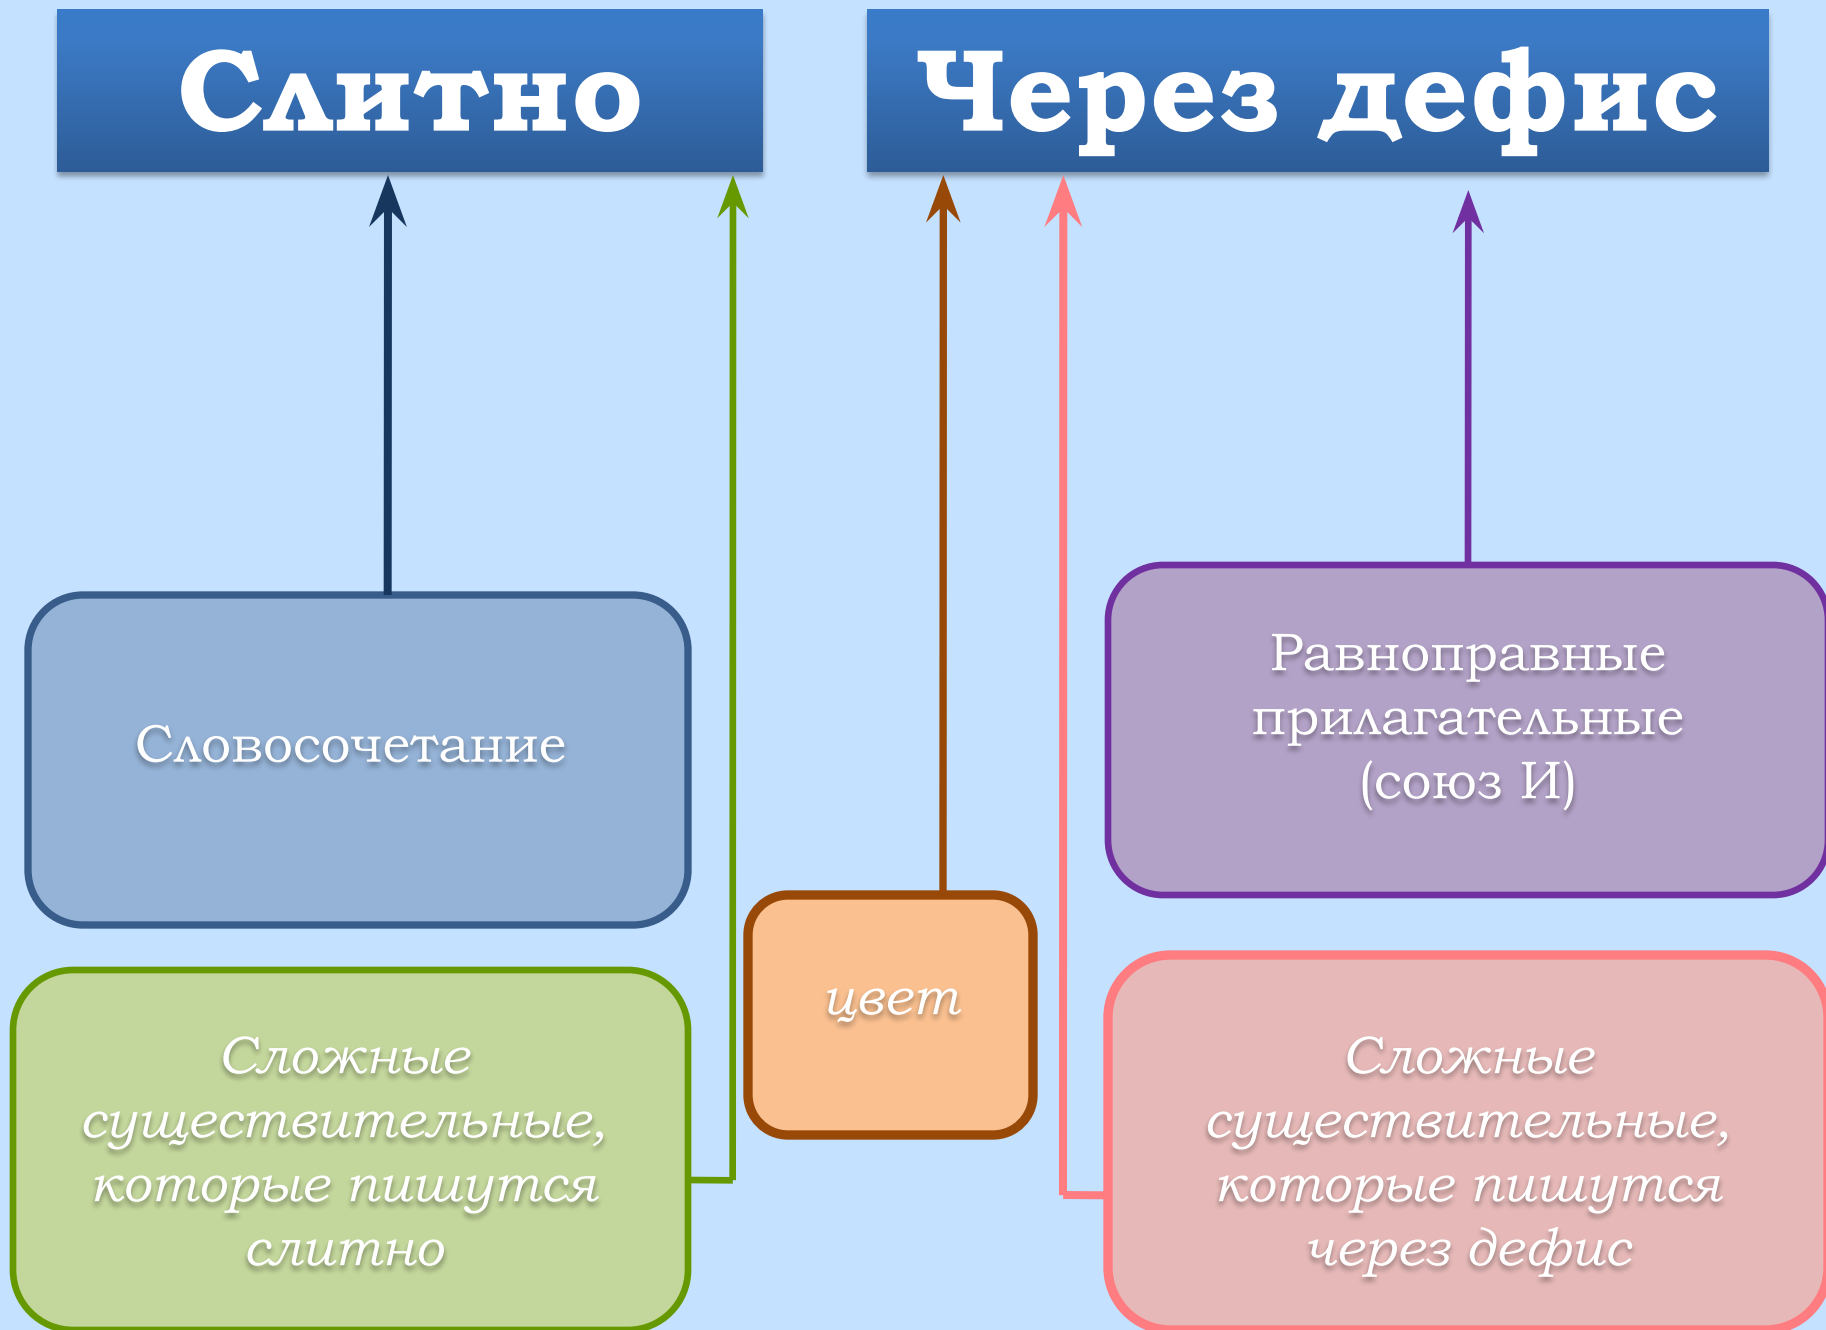 Слитно
Через дефис
Словосочетание
Равноправные
прилагательные
(союз И)
цвет
Сложные
существительные,
которые пишутся
слитно
Сложные
существительные,
которые пишутся
через дефис